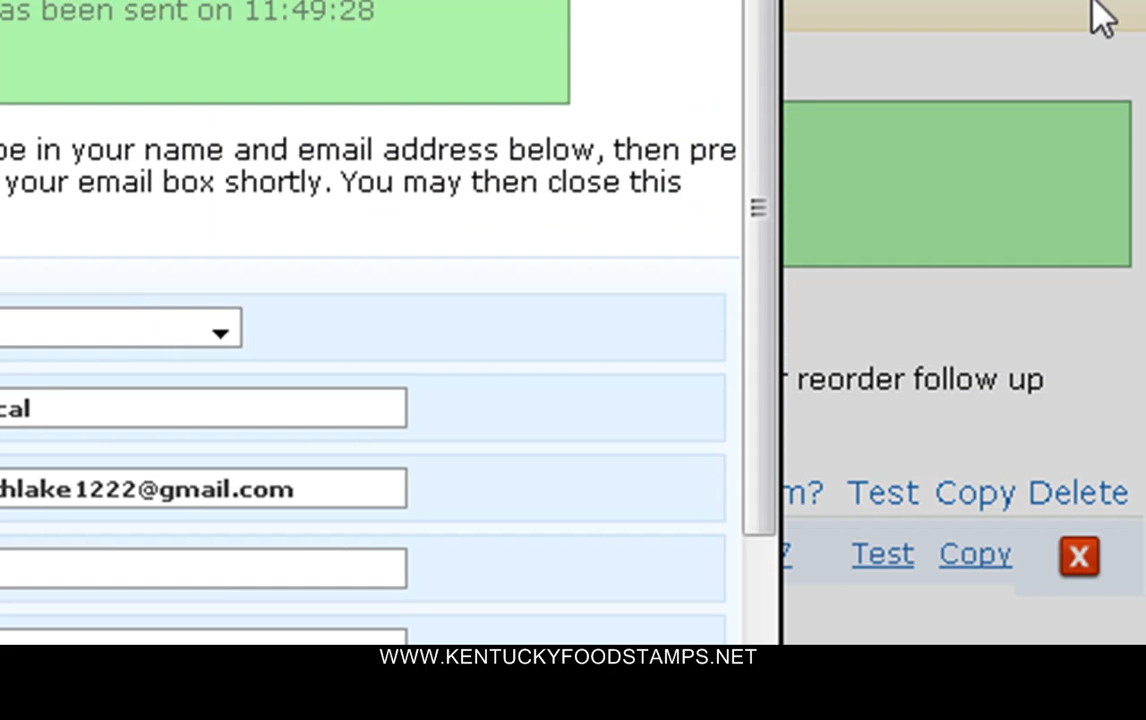 as been sent on 11:49:28
be in your name and email address below, then pre
your email box shortly. You may then close this
cal
hlake1222@gmail.com
r reorder follow up
m? Test Copy Delete
? Test Copy
X
WWW.KENTUCKYFOODSTAMPS.NET